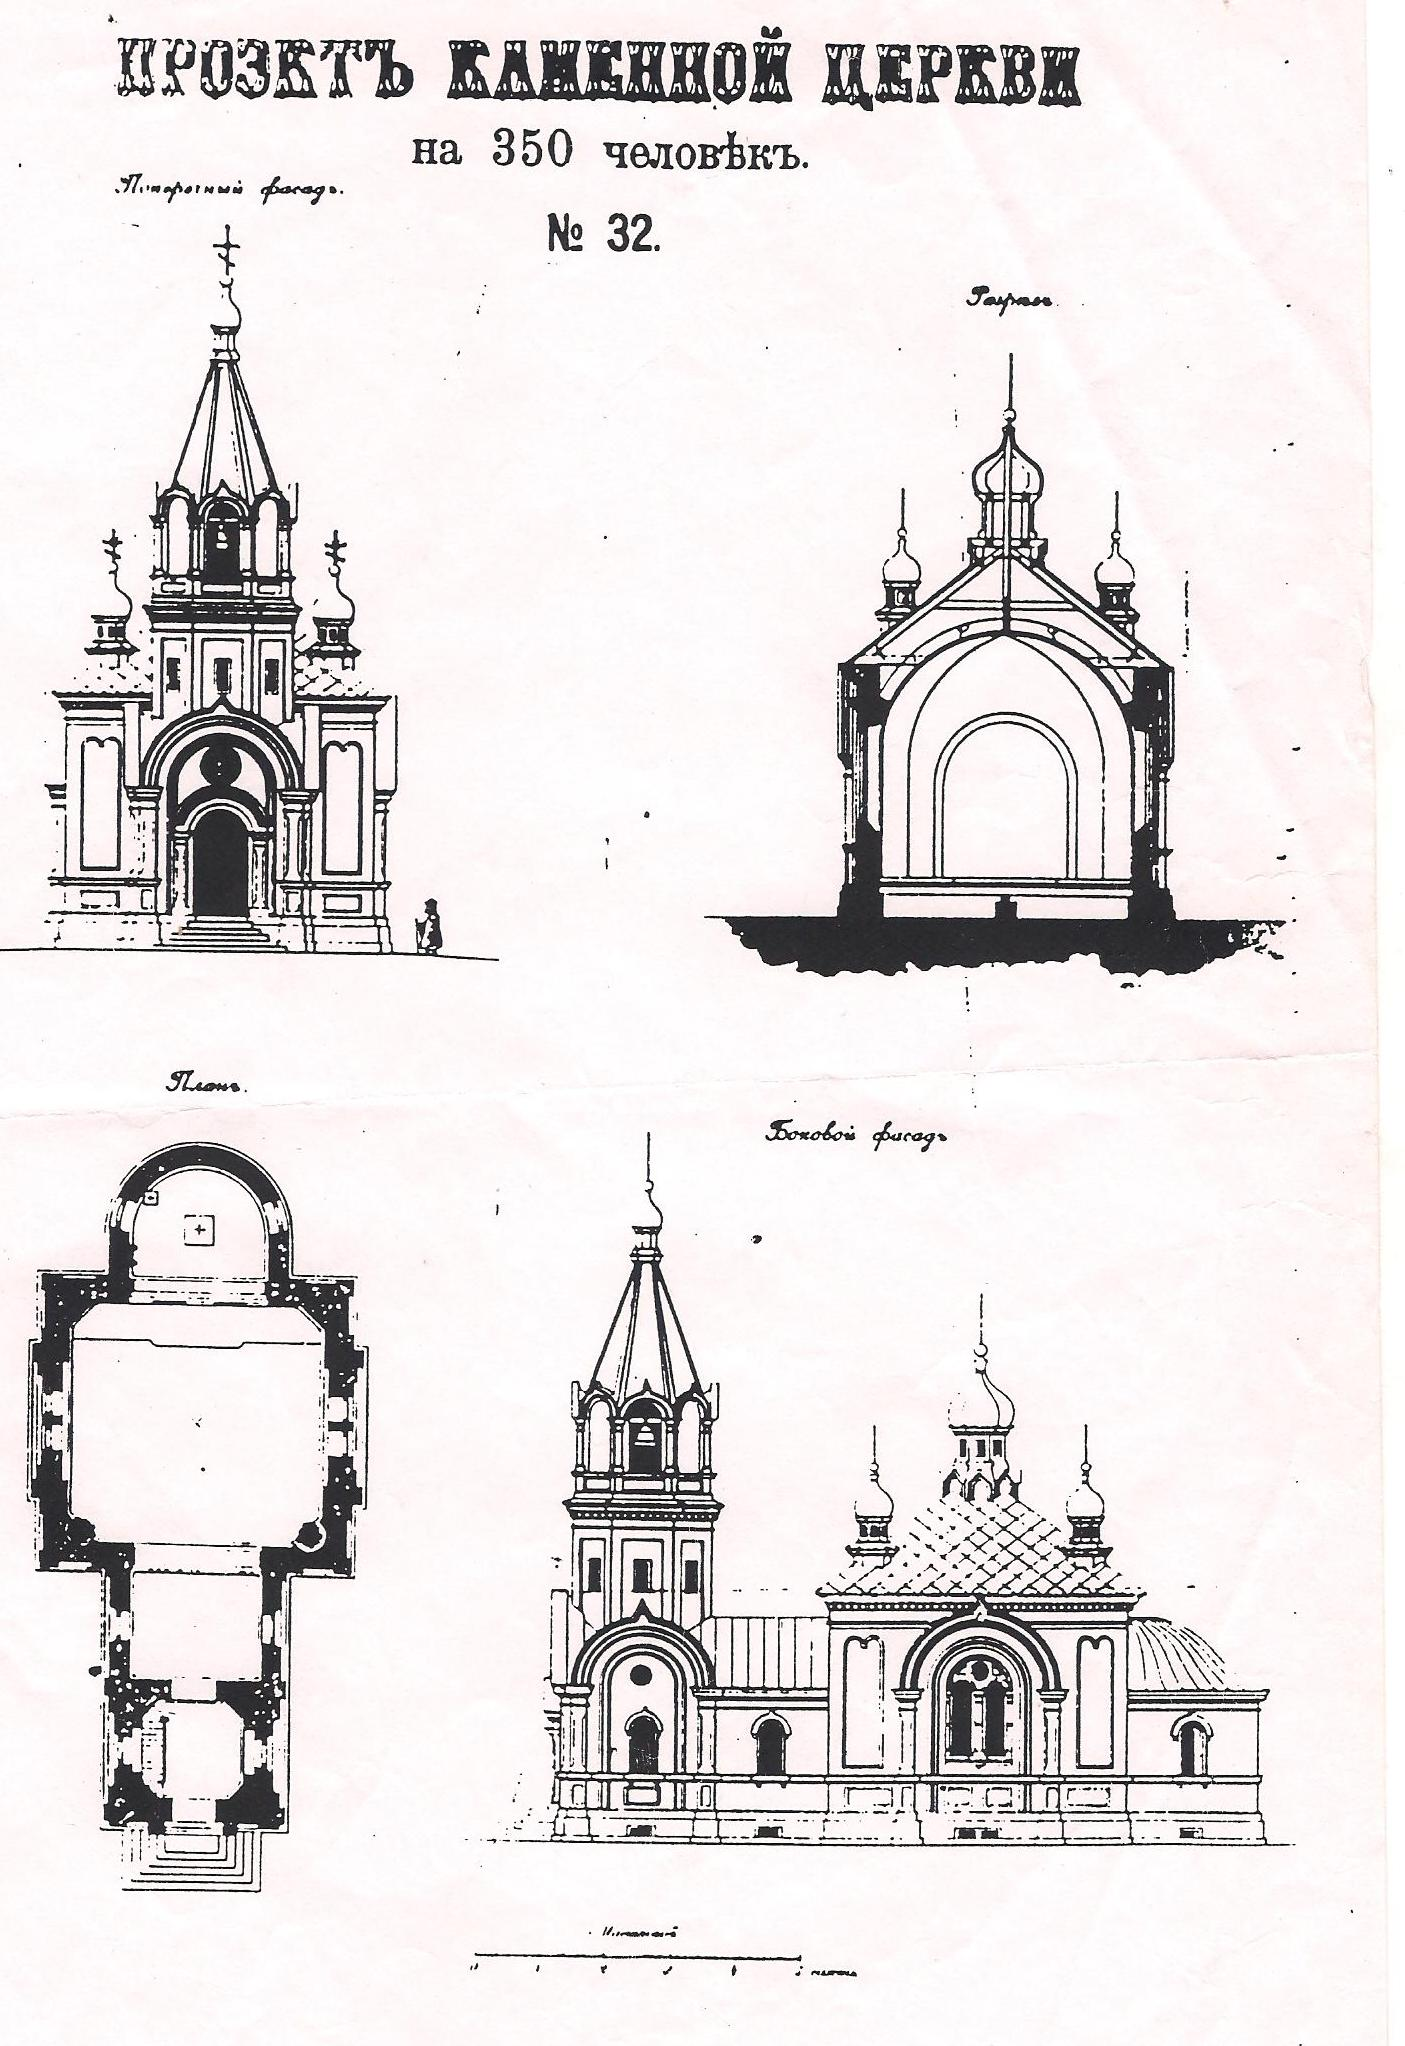 ПРОЭКТЪ КАМЕННОЙ ЦЕРКВИ
на 350 человѣкъ.
№ 32.
Поперечный фасадъ.
Разрѣзъ.
Планъ.
Боковой фасадъ